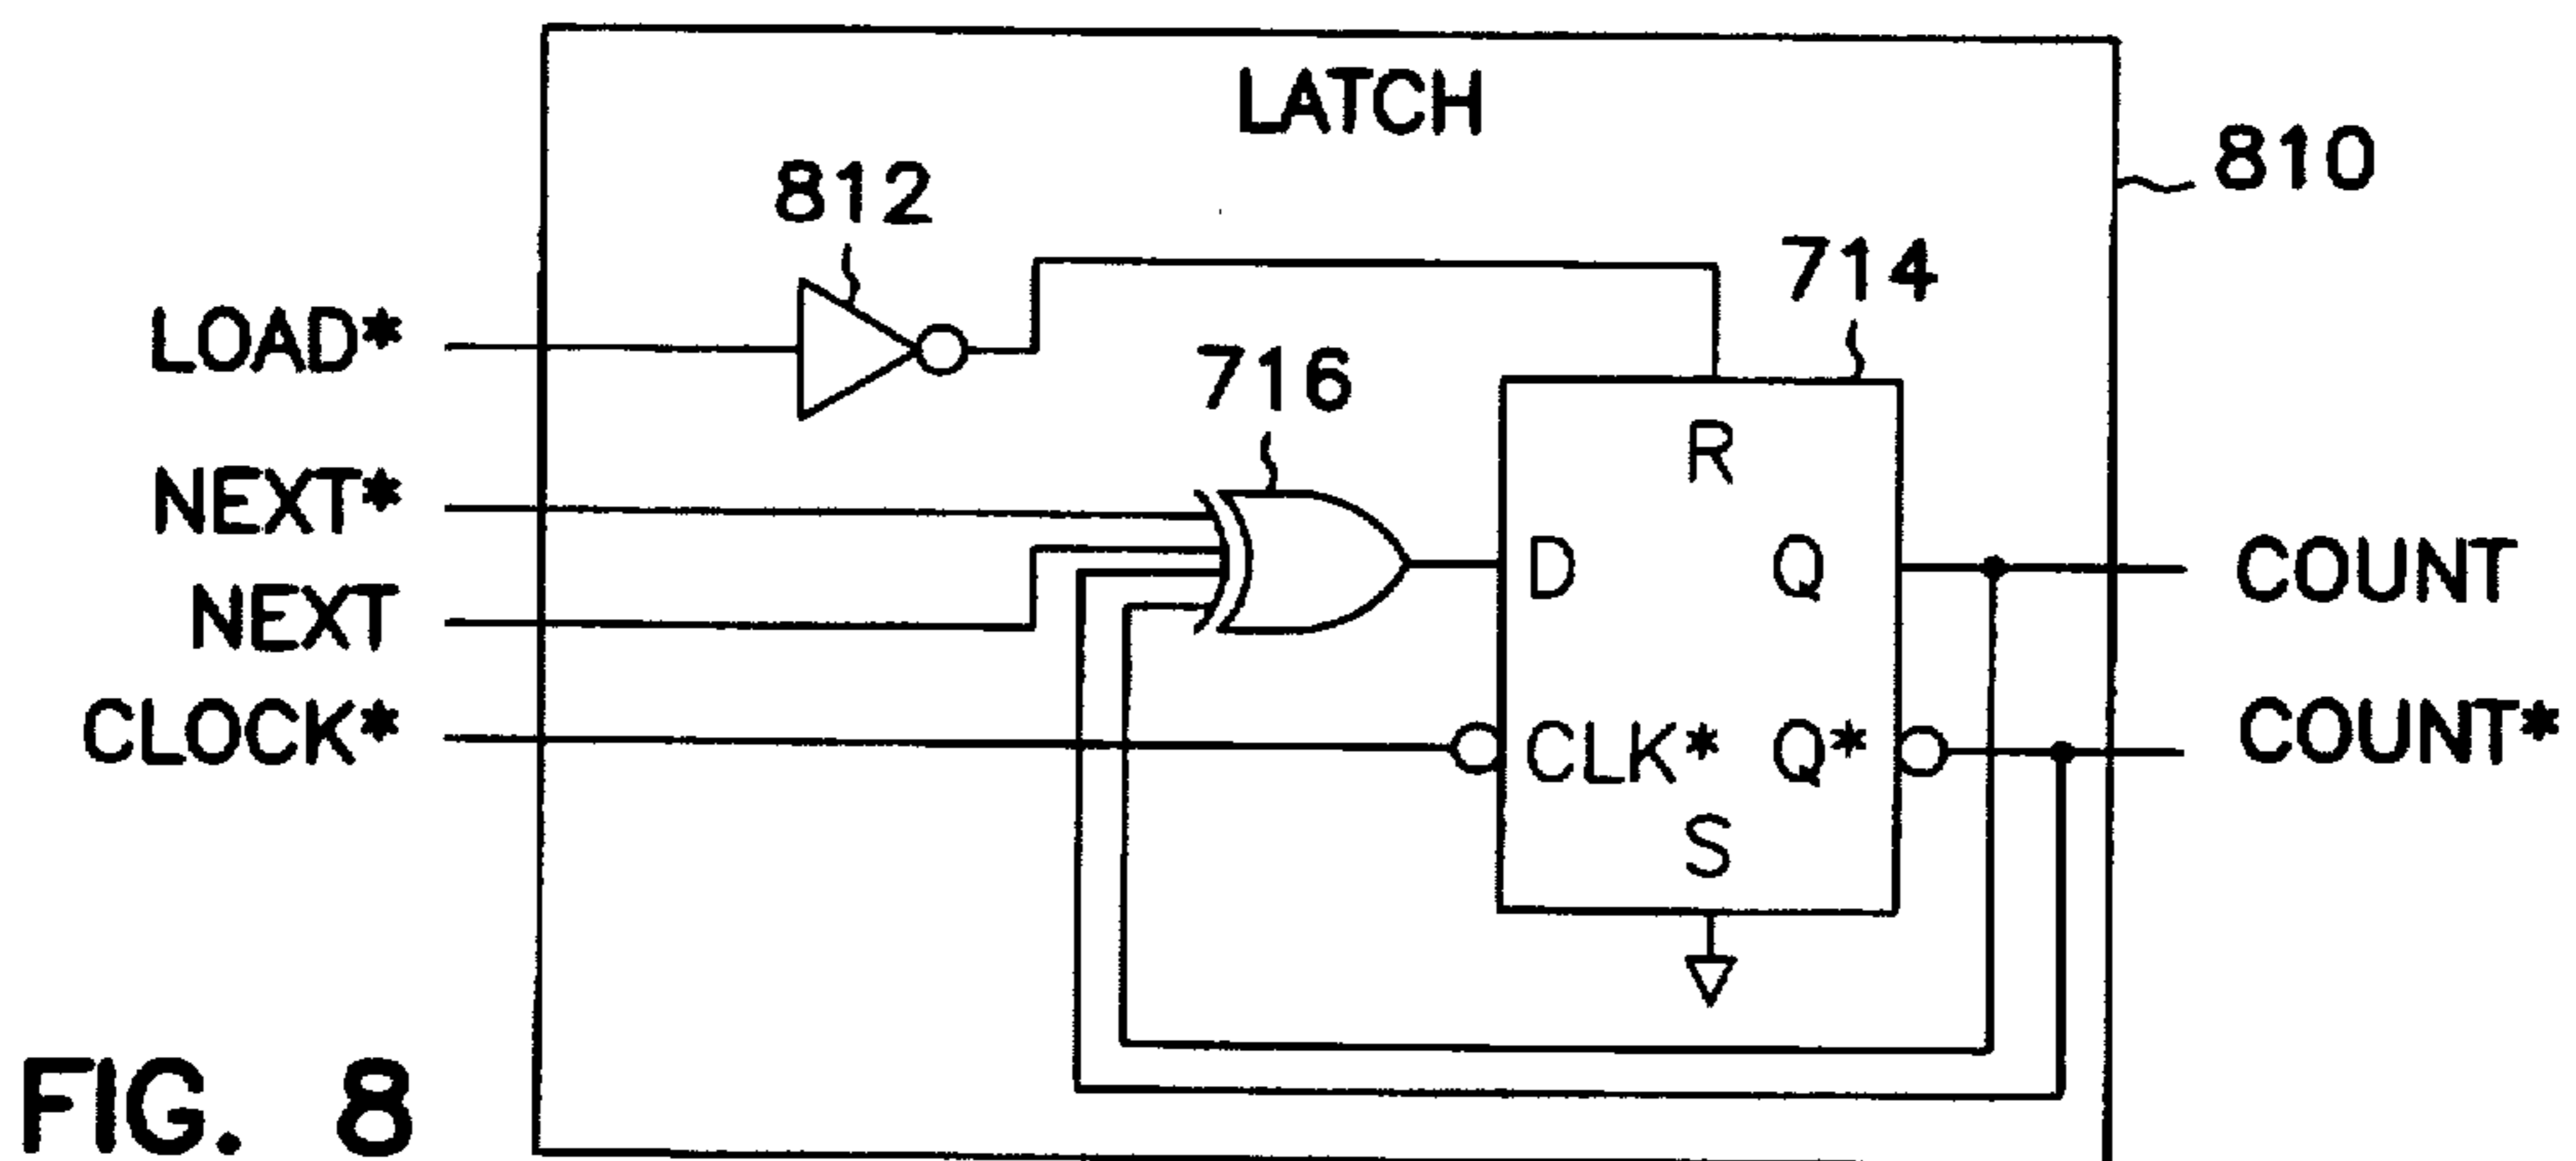 LATCH
810
812
714
LOAD*
716
R
NEXT*
D Q COUNT
NEXT
CLOCK* CLK* Q* COUNT*
S
FIG. 8